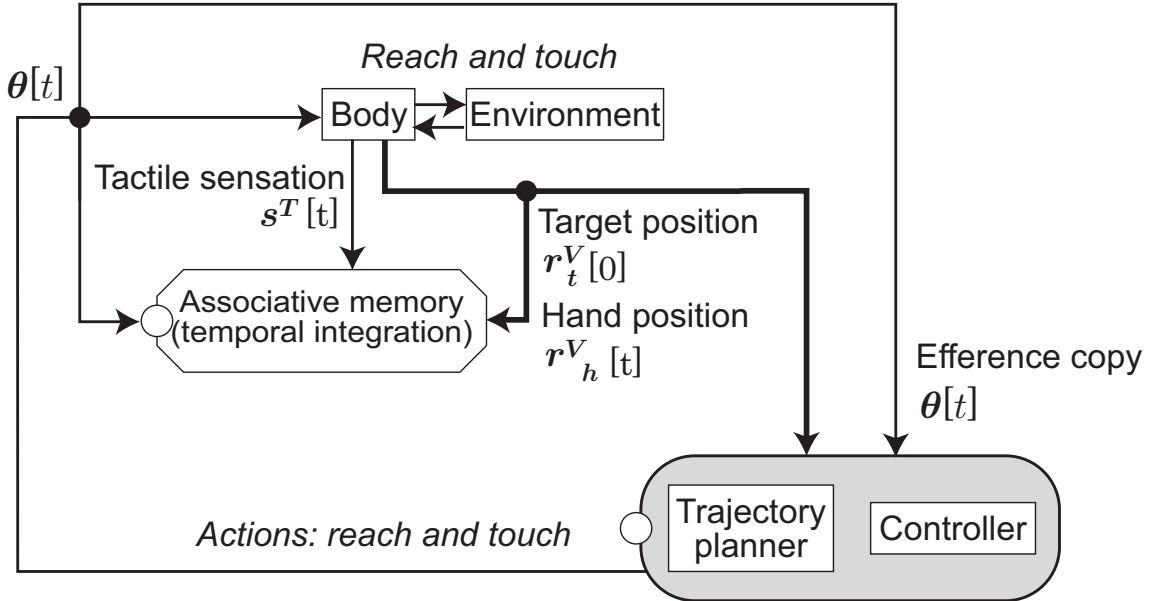 Reach and touch
θ[t]
Body
Environment
Tactile sensation
s^T [t]
Target position
r_t^V [0]
Associative memory
(temporal integration)
Hand position
r^V_h [t]
Efference copy
θ[t]
Trajectory
planner
Controller
Actions: reach and touch